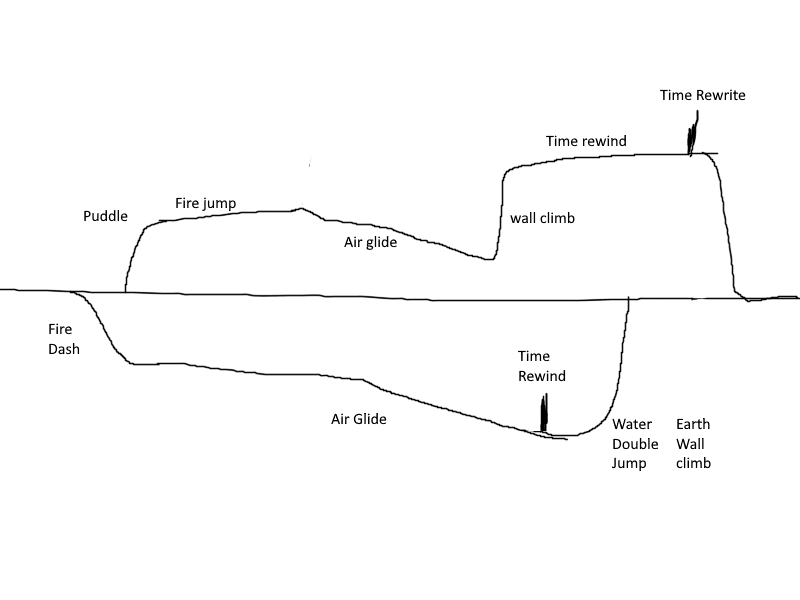 Time Rewrite
Time rewind
Fire jump
Puddle
wall climb
Air glide
Fire
Dash
Time
Rewind
Air Glide
Water
Double
Jump
Earth
Wall
climb